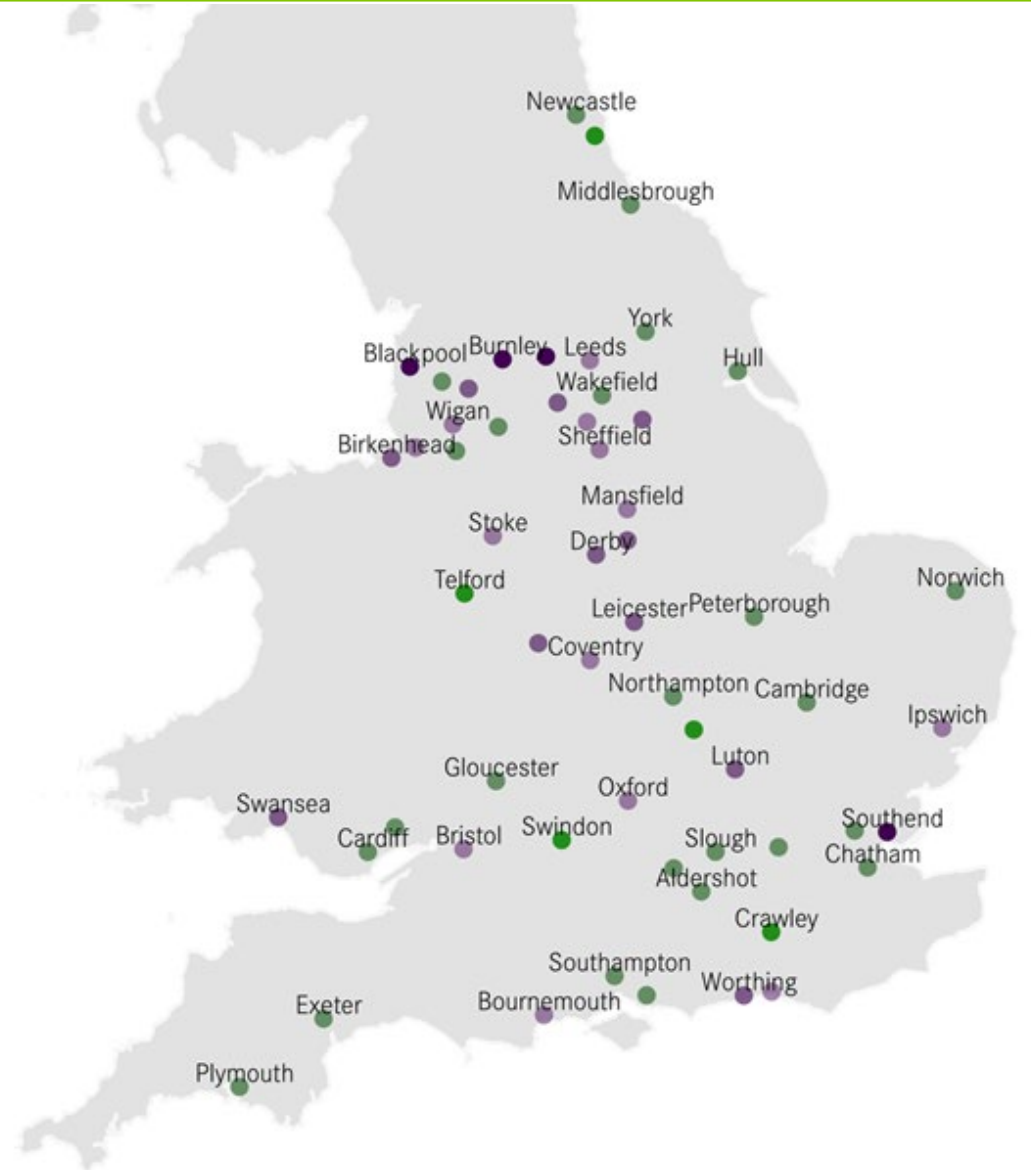 Newcastle
Middlesbrough
York
Blackpool
Burnley
Leeds
Hull
Wakefield
Wigan
Birkenhead
Sheffield
Mansfield
Stoke
Derby
Telford
Norwich
Leicester
Peterborough
Coventry
Northampton
Cambridge
Ipswich
Luton
Gloucester
Oxford
Swansea
Southend
Swindon
Cardiff
Bristol
Slough
Chatham
Aldershot
Crawley
Southampton
Worthing
Bournemouth
Exeter
Plymouth